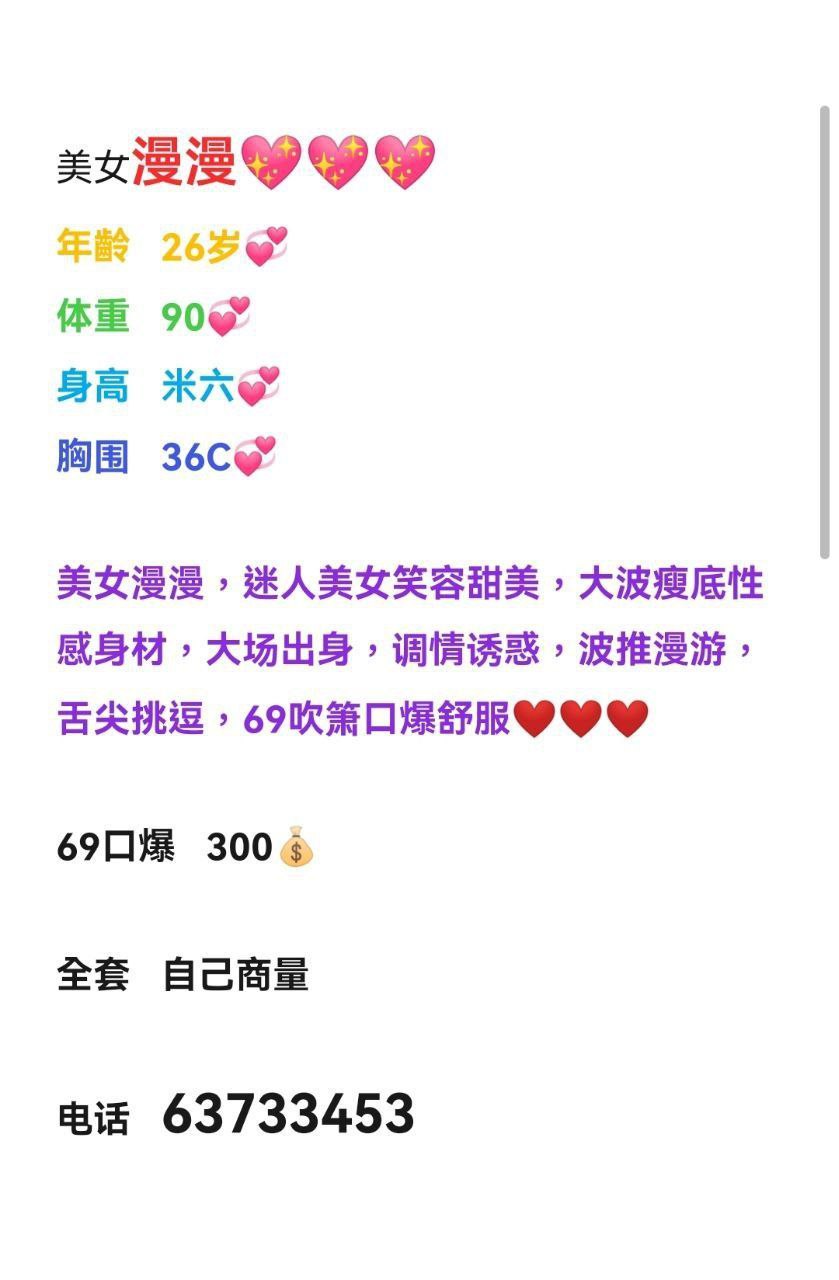 美女漫漫💖💖💖
年龄 26岁💞
体重 90💞
身高 米六💞
胸围 36C💞
美女漫漫，迷人美女笑容甜美，大波瘦底性
感身材，大场出身，调情诱惑，波推漫游，
舌尖挑逗，69吹箫口爆舒服❤️❤️❤️
69口爆 300💰
全套 自己商量
电话 63733453